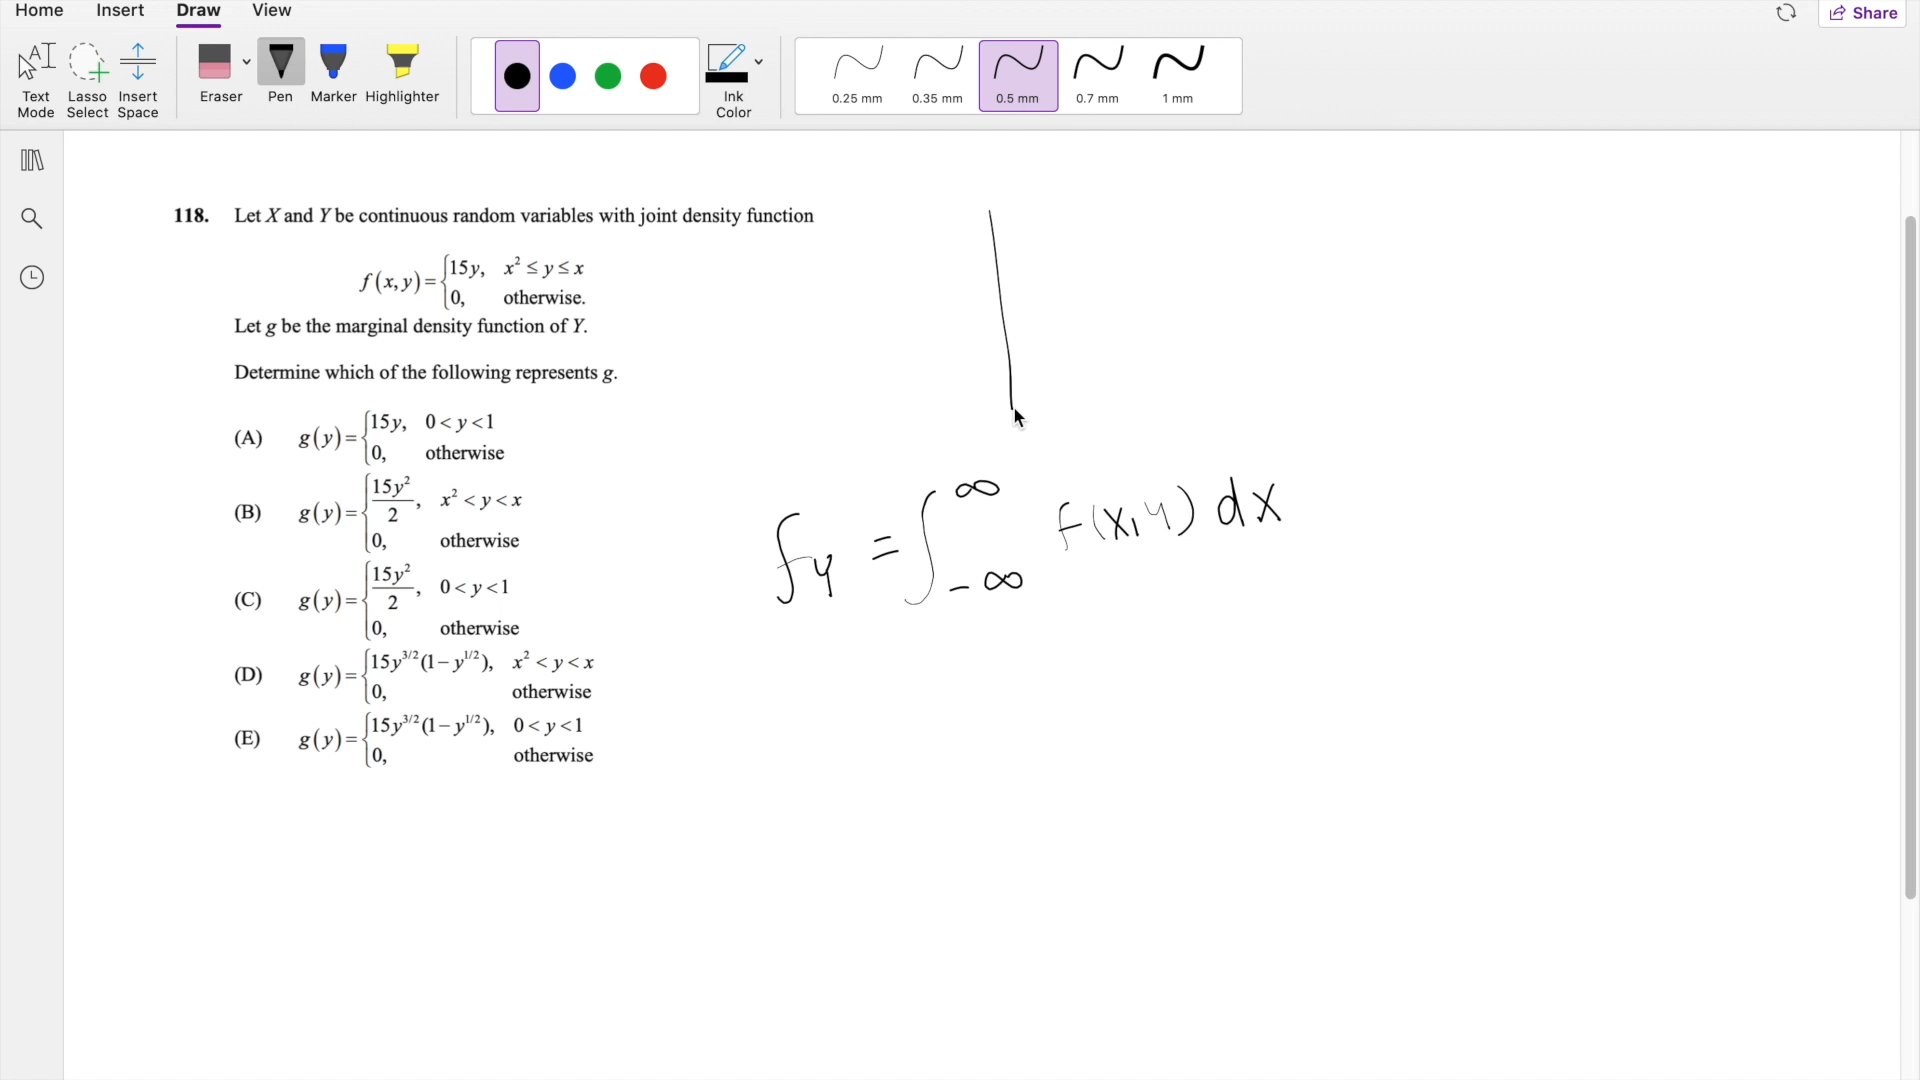 Home Insert Draw View
Share
Text Mode
Lasso Select
Insert Space
Eraser
Pen
Marker
Highlighter
Ink Color
0.25 mm
0.35 mm
0.5 mm
0.7 mm
1 mm
118. Let X and Y be continuous random variables with joint density function
f(x,y)= {15y, x² ≤ y ≤ x
0, otherwise.
Let g be the marginal density function of Y.
Determine which of the following represents g.
(A) g(y)= {15y, 0<y<1
0, otherwise
(B) g(y)= {15y²/2, x²<y<x
0, otherwise
(C) g(y)= {15y²/2, 0<y<1
0, otherwise
(D) g(y)= {15y^3/2(1−y^1/2), x²<y<x
0, otherwise
(E) g(y)= {15y^3/2(1−y^1/2), 0<y<1
0, otherwise
fy = ∫ -∞ ∞ f(x,y) dx